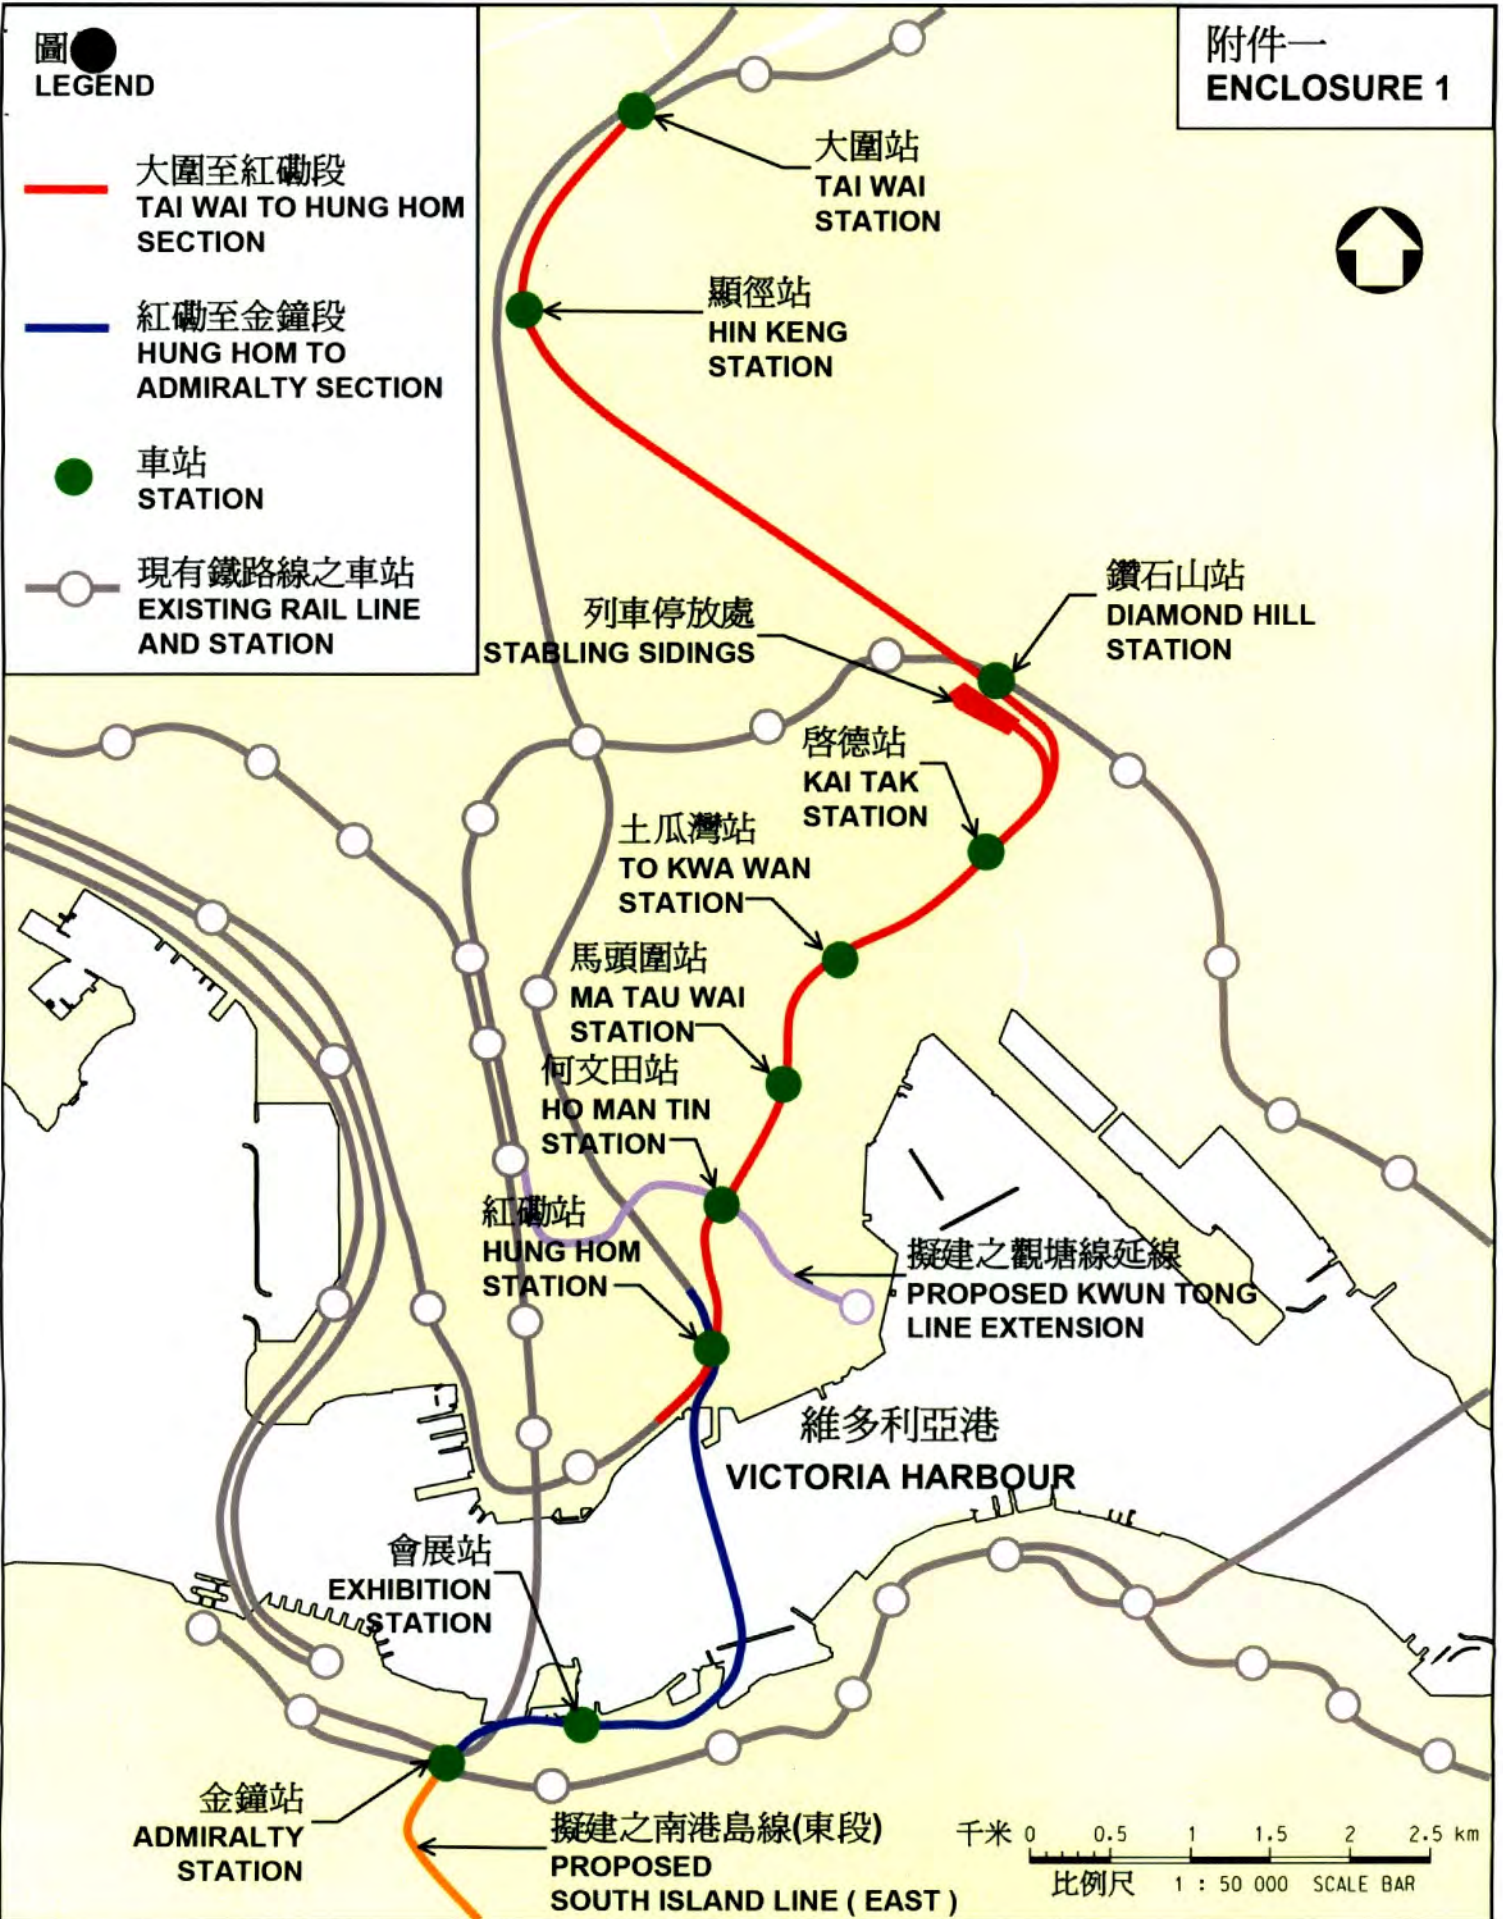 圖
LEGEND
大圍至紅磡段
TAI WAI TO HUNG HOM
SECTION
紅磡至金鐘段
HUNG HOM TO
ADMIRALTY SECTION
車站
STATION
現有鐵路線之車站
EXISTING RAIL LINE
AND STATION
附件一
ENCLOSURE 1
大圍站
TAI WAI
STATION
顯徑站
HIN KENG
STATION
鑽石山站
DIAMOND HILL
STATION
列車停放處
STABLING SIDINGS
啓德站
KAI TAK
STATION
土瓜灣站
TO KWA WAN
STATION
馬頭圍站
MA TAU WAI
STATION
何文田站
HO MAN TIN
STATION
紅磡站
HUNG HOM
STATION
擬建之觀塘線延線
PROPOSED KWUN TONG
LINE EXTENSION
維多利亞港
VICTORIA HARBOUR
會展站
EXHIBITION
STATION
金鐘站
ADMIRALTY
STATION
擬建之南港島線(東段)
PROPOSED
SOUTH ISLAND LINE ( EAST )
千米 0 0.5 1 1.5 2 2.5 km
比例尺 1 : 50 000 SCALE BAR